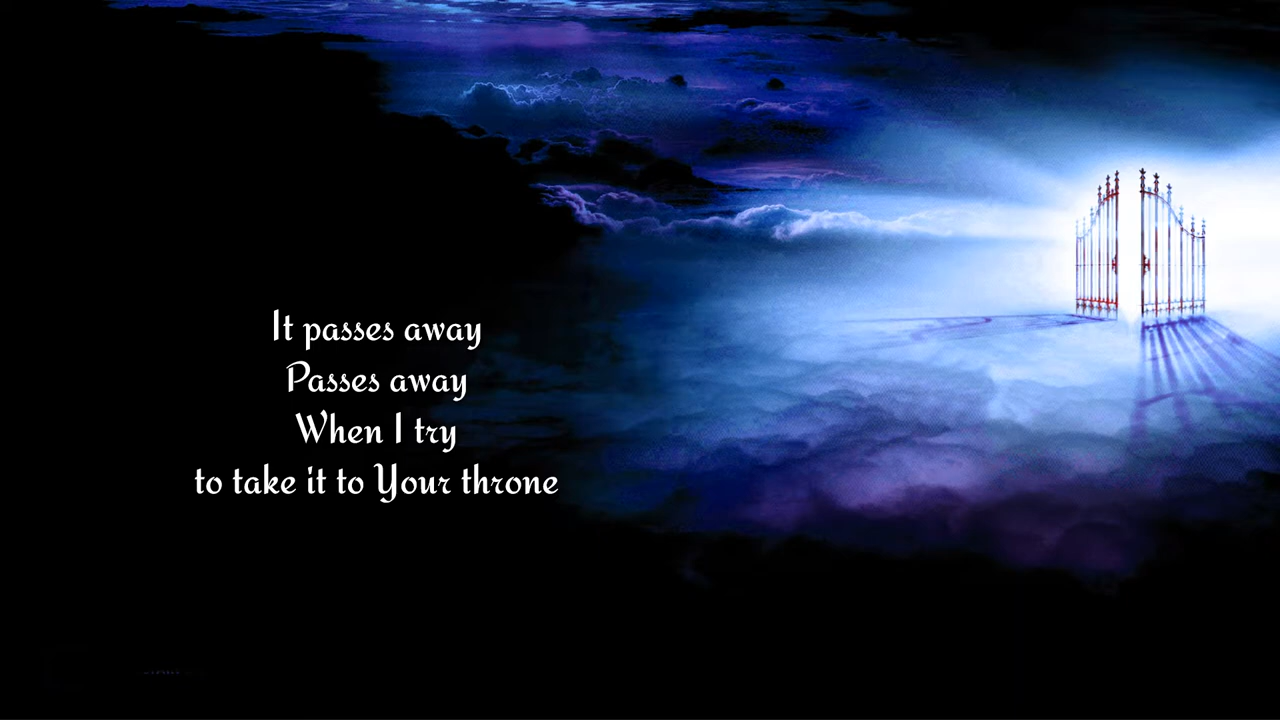 It passes away
Passes away
When I try
to take it to Your throne